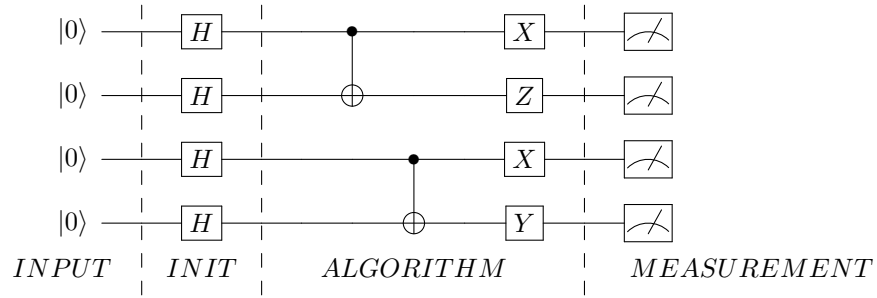 |0⟩ H X
|0⟩ H Z
|0⟩ H X
|0⟩ H Y
INPUT INIT ALGORITHM MEASUREMENT